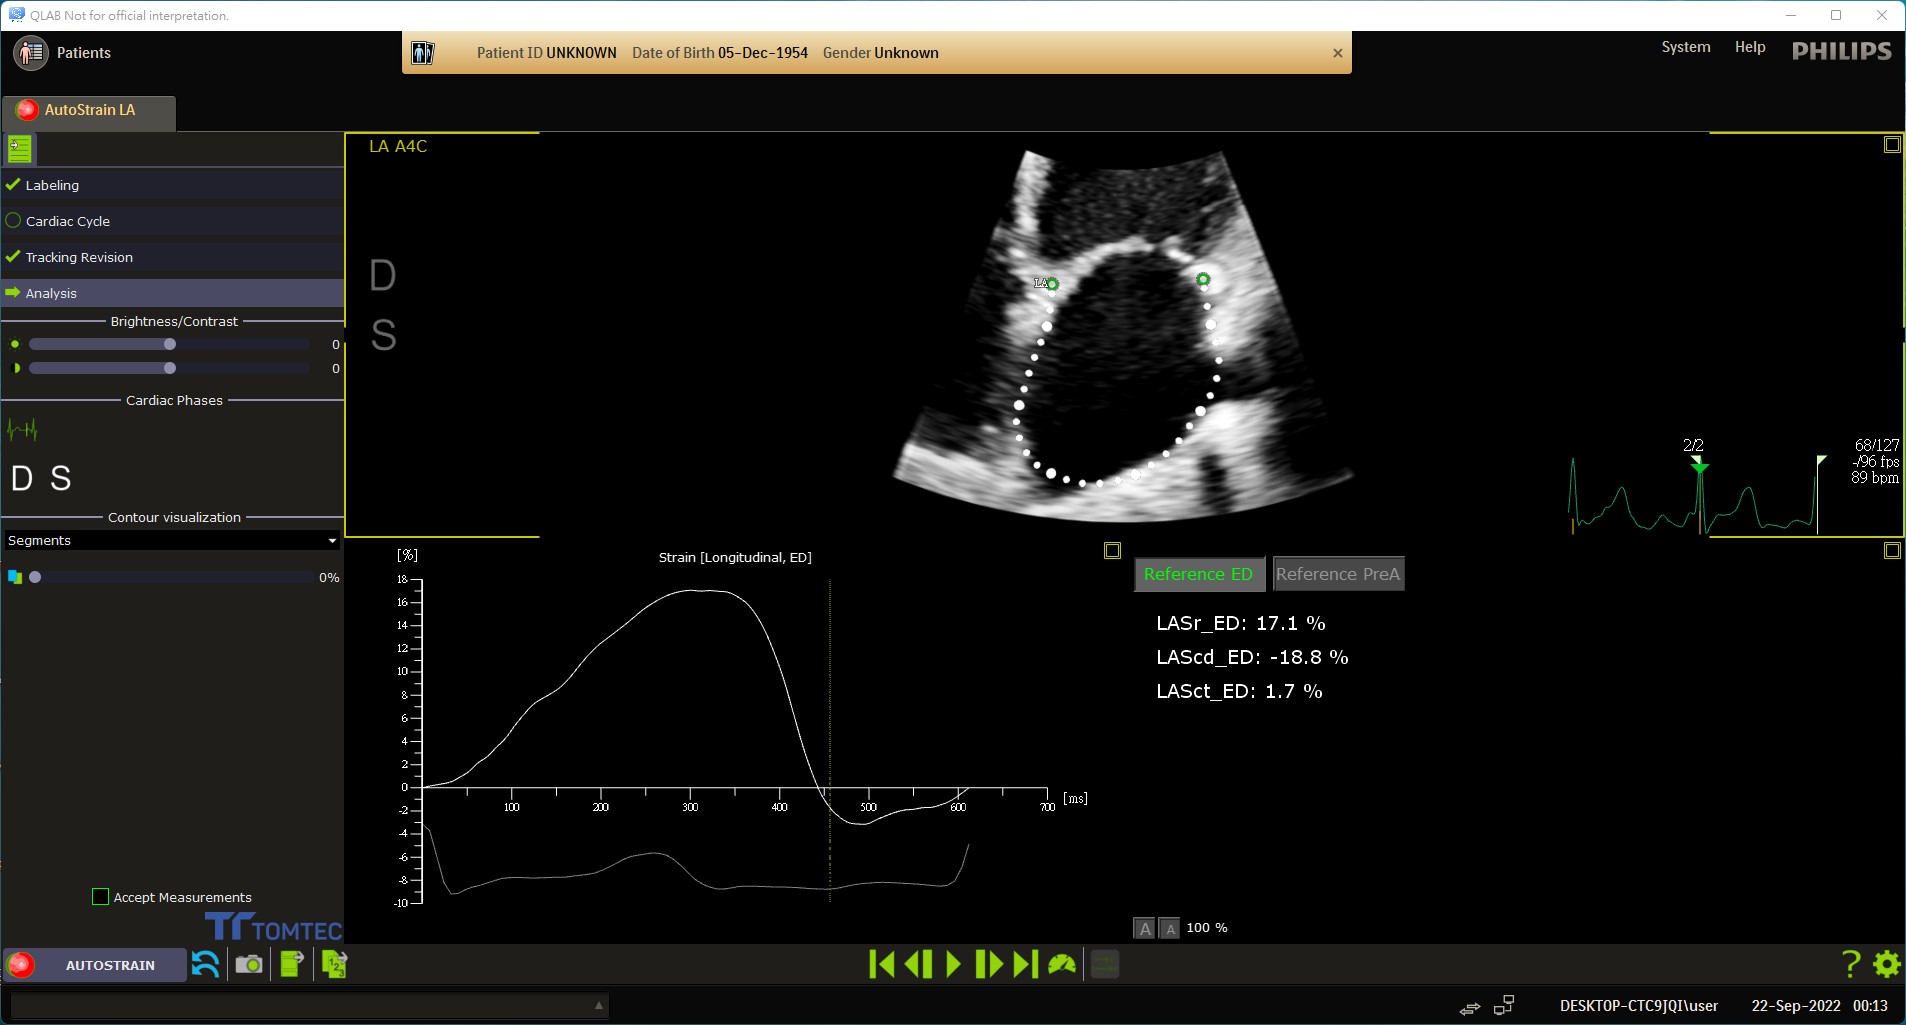 QLAB Not for official interpretation.
Patients
Patient ID UNKNOWN Date of Birth 05-Dec-1954 Gender Unknown
System Help PHILIPS
AutoStrain LA
Labeling
Cardiac Cycle
Tracking Revision
Analysis
Brightness/Contrast
0
0
Cardiac Phases
D S
Contour visualization
Segments
0%
Accept Measurements
TOMTEC
LA A4C
D
S
LA
2/2
68/127
-/96 fps
89 bpm
[%]
Strain [Longitudinal, ED]
18
16
14
12
10
8
6
4
2
0
-2
-4
-6
-8
-10
100 200 300 400 500 600 700 [ms]
Reference ED Reference PreA
LASr_ED: 17.1 %
LAScd_ED: -18.8 %
LASct_ED: 1.7 %
A A 100 %
AUTOSTRAIN
1 2 3
?
DESKTOP-CTC9JQI\user 22-Sep-2022 00:13